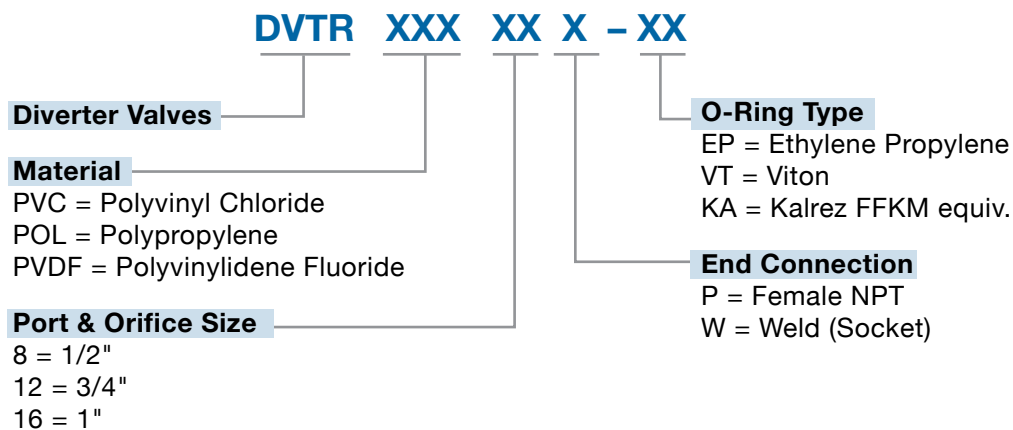 DVTR XXX XX X – XX
Diverter Valves
Material
PVC = Polyvinyl Chloride
POL = Polypropylene
PVDF = Polyvinylidene Fluoride
Port & Orifice Size
8 = 1/2"
12 = 3/4"
16 = 1"
O-Ring Type
EP = Ethylene Propylene
VT = Viton
KA = Kalrez FFKM equiv.
End Connection
P = Female NPT
W = Weld (Socket)